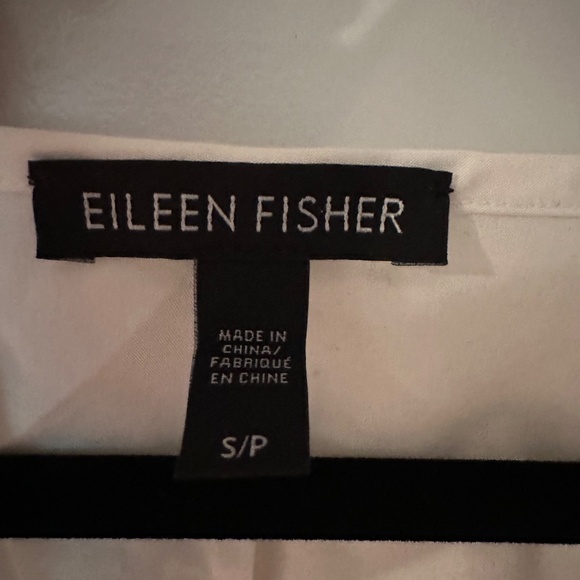 EILEEN FISHER
MADE IN
CHINA/
FABRIQUÉ
EN CHINE
S/P